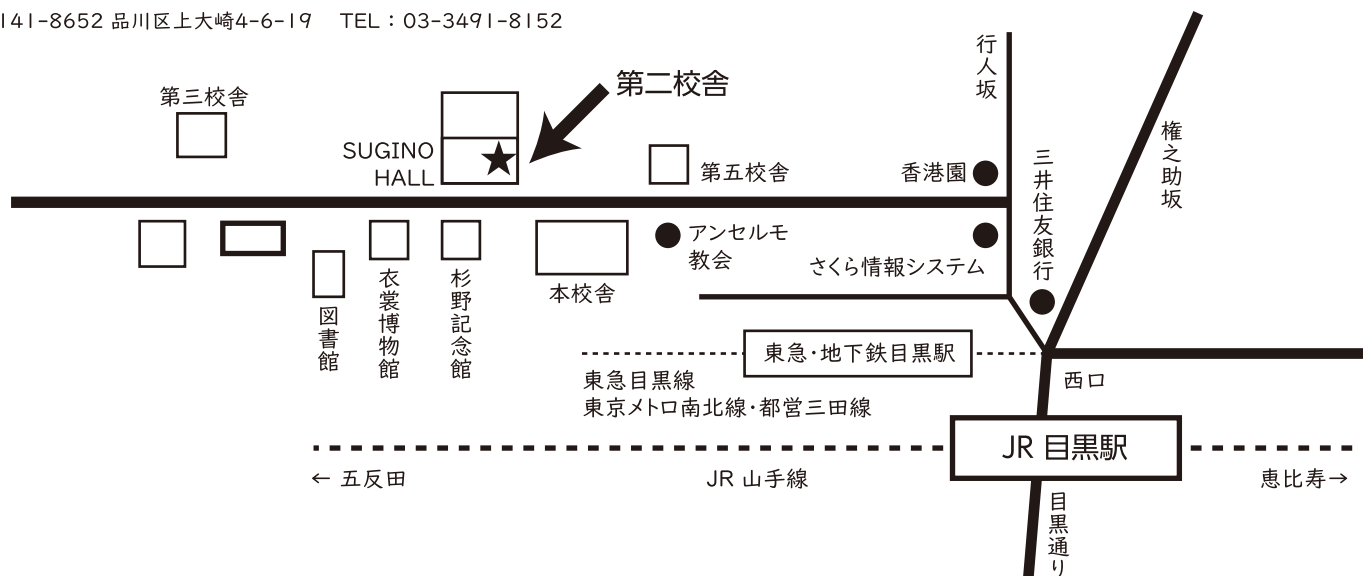 141-8652 品川区上大崎4-6-19 TEL：03-3491-8152
第三校舎
第二校舎
SUGINO
HALL
第五校舎
行人坂
香港園
三井住友銀行
権之助坂
図書館
衣裳博物館
杉野記念館
本校舎
アンセルモ
教会
さくら情報システム
東急・地下鉄目黒駅
東急目黒線
東京メトロ南北線・都営三田線
西口
JR 目黒駅
← 五反田
JR 山手線
恵比寿→
目黒通り